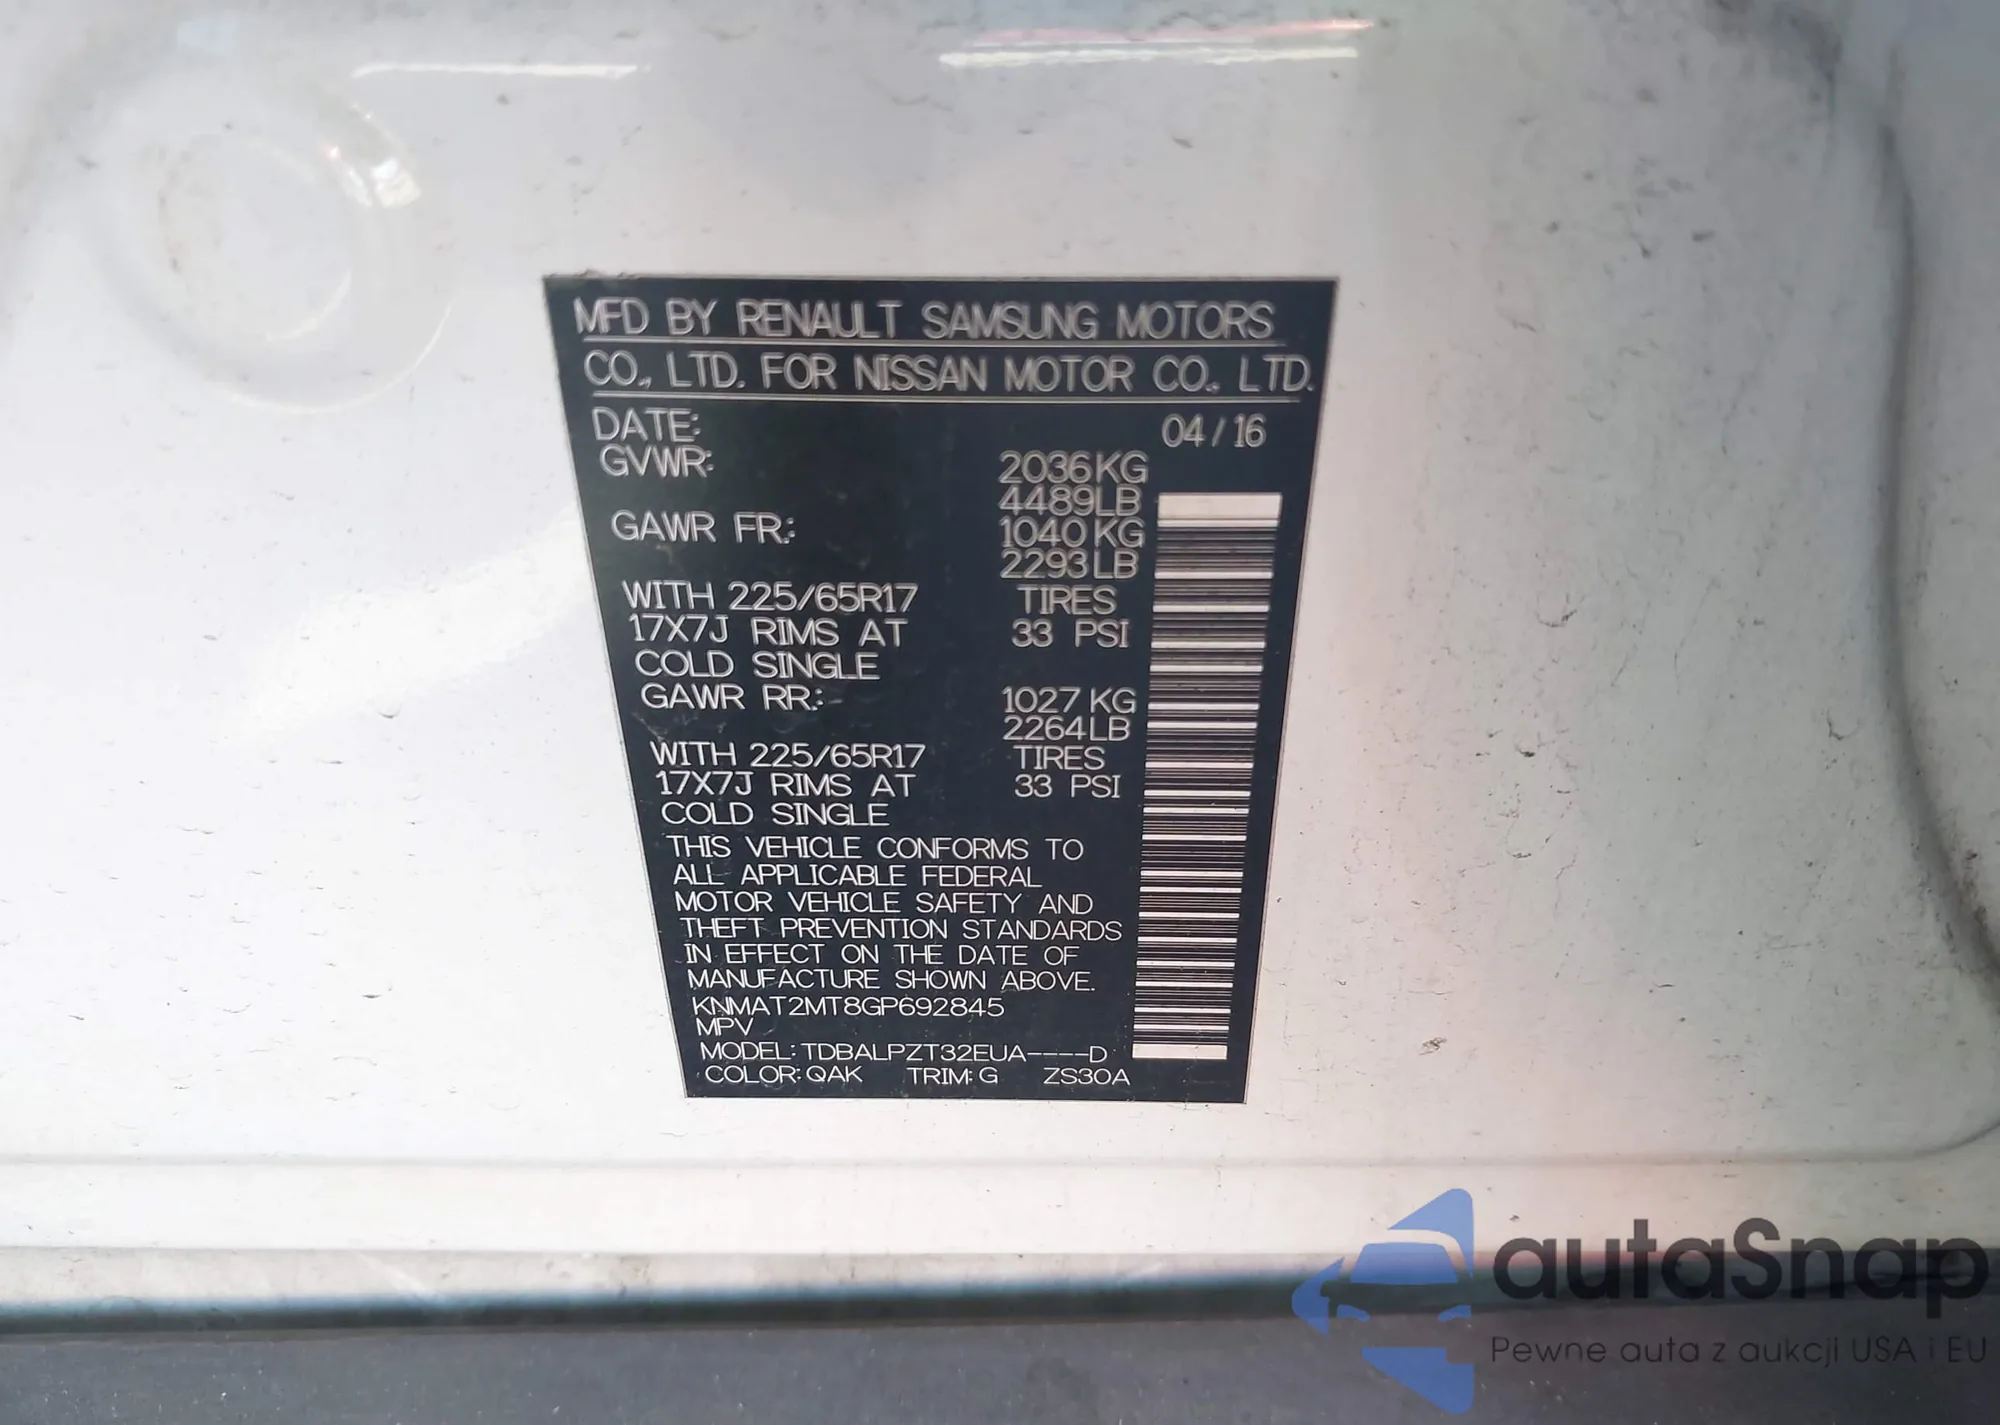 MFD BY RENAULT SAMSUNG MOTORS
CO., LTD. FOR NISSAN MOTOR CO., LTD.
DATE: 04/16
GVWR: 2036KG
4489LB
GAWR FR.: 1040KG
2293LB
WITH 225/65R17 TIRES
17X7J RIMS AT 33 PSI
COLD SINGLE
GAWR RR.: 1027KG
2264LB
WITH 225/65R17 TIRES
17X7J RIMS AT 33 PSI
COLD SINGLE
THIS VEHICLE CONFORMS TO
ALL APPLICABLE FEDERAL
MOTOR VEHICLE SAFETY AND
THEFT PREVENTION STANDARDS
IN EFFECT ON THE DATE OF
MANUFACTURE SHOWN ABOVE.
KNMAT2MT8GP692845
MPV
MODEL: TDBALPZT32EUA----D
COLOR: QAK TRIM: G ZS30A
autaSnap
Pewne auta z aukcji USA i EU